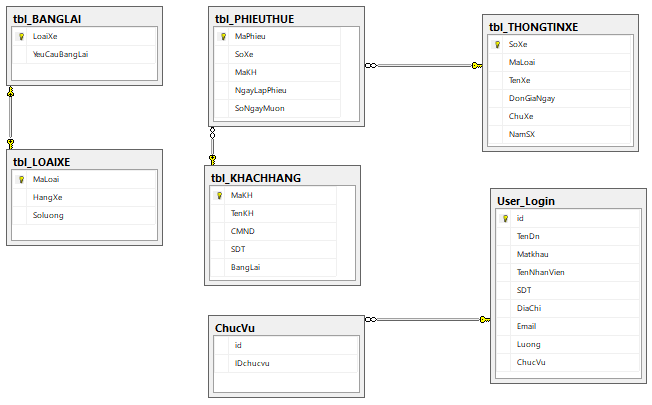 tbl_BANGLAI
LoaiXe
YeuCauBangLai
tbl_LOAIXE
MaLoai
HangXe
Soluong
tbl_PHIEUTHUE
MaPhieu
SoXe
MaKH
NgayLapPhieu
SoNgayMuon
tbl_KHACHHANG
MaKH
TenKH
CMND
SDT
BangLai
ChucVu
id
IDchucvu
tbl_THONGTINXE
SoXe
MaLoai
TenXe
DonGiaNgay
ChuXe
NamSX
User_Login
id
TenDn
Matkhau
TenNhanVien
SDT
DiaChi
Email
Luong
ChucVu